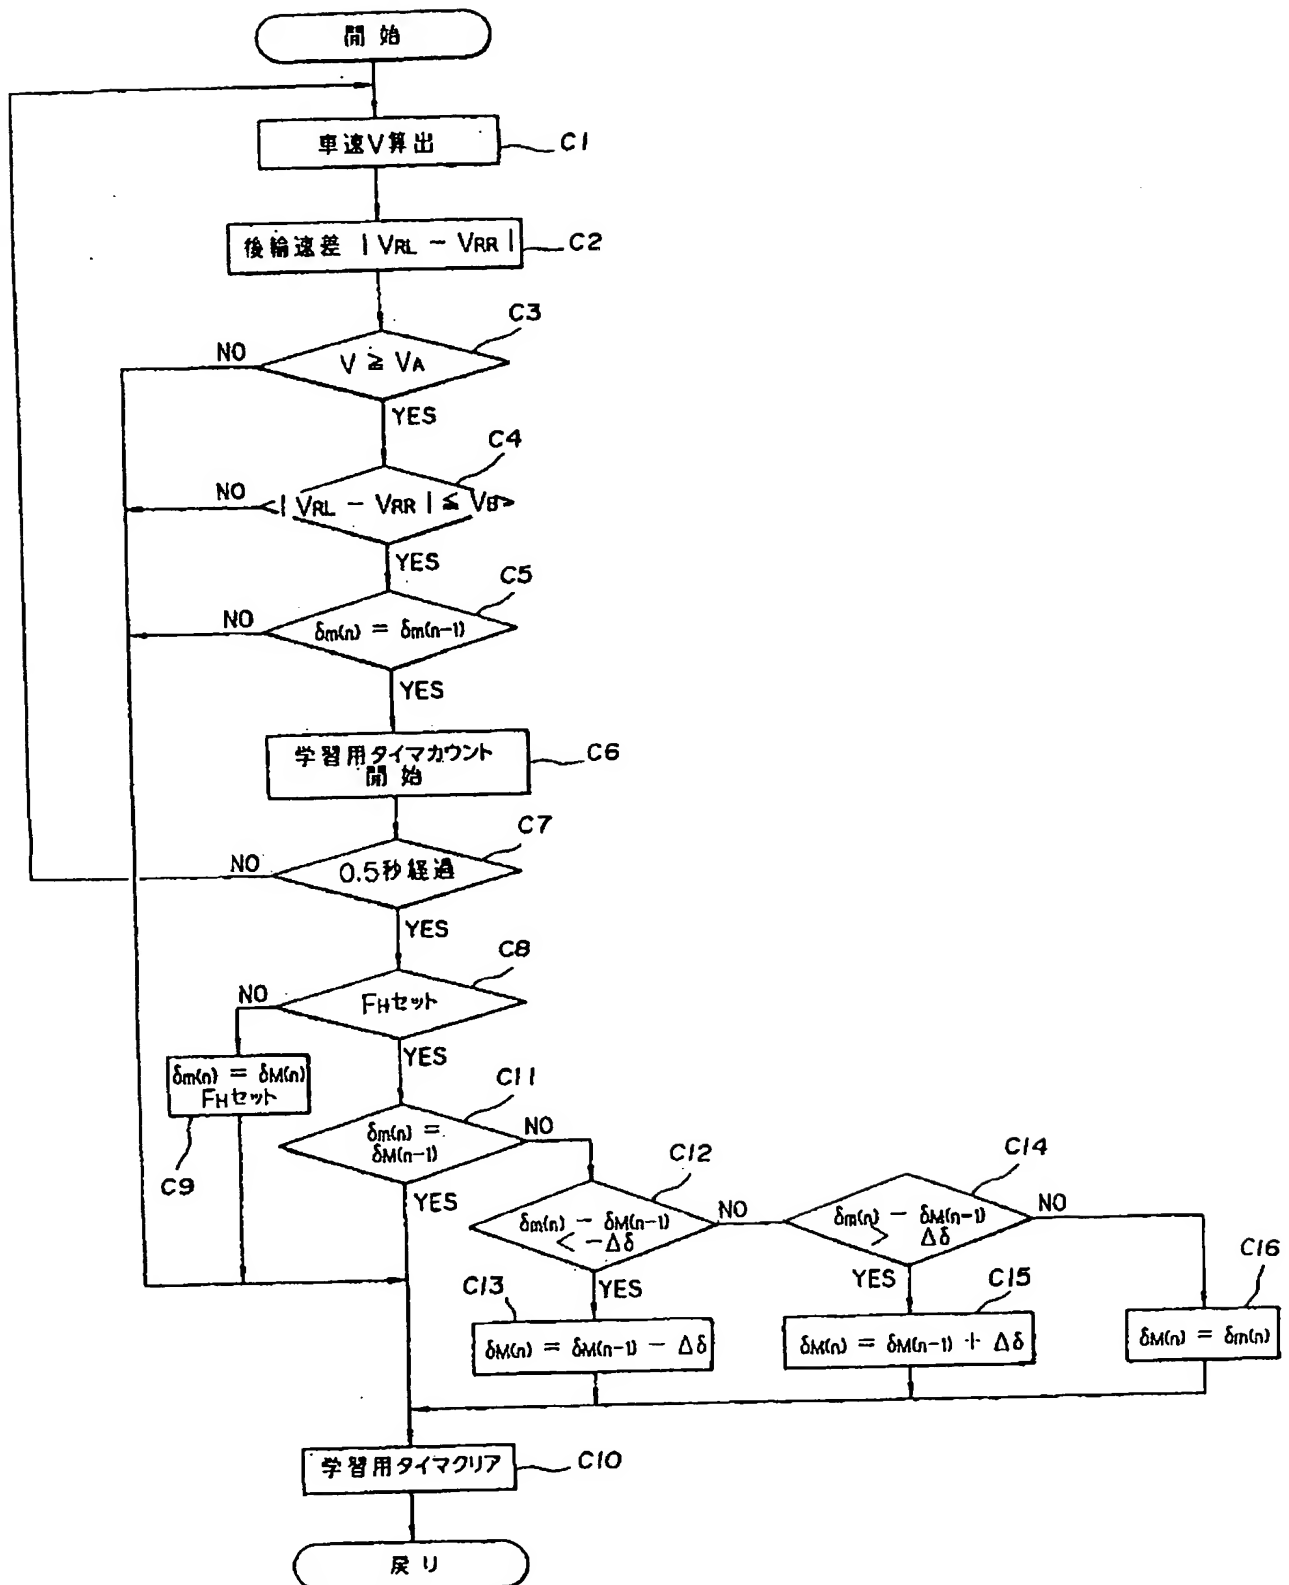 開始
車速V算出
C1
後輪速差 | VRL − VRR |
C2
C3
NO
V ≧ VA
YES
C4
NO
| VRL − VRR | ≦ VB
YES
C5
NO
δm(n) = δm(n-1)
YES
学習用タイマカウント
開始
C6
C7
NO
0.5秒経過
YES
C8
NO
FHセット
YES
δm(n) = δM(n)
FHセット
C9
C11
δm(n) =
δM(n-1)
NO
YES
C12
δm(n) − δM(n-1)
< −Δδ
NO
YES
C14
δm(n) − δM(n-1)
> Δδ
NO
YES
C13
δM(n) = δM(n-1) − Δδ
C15
δM(n) = δM(n-1) + Δδ
C16
δM(n) = δm(n)
学習用タイマクリア
C10
戻り